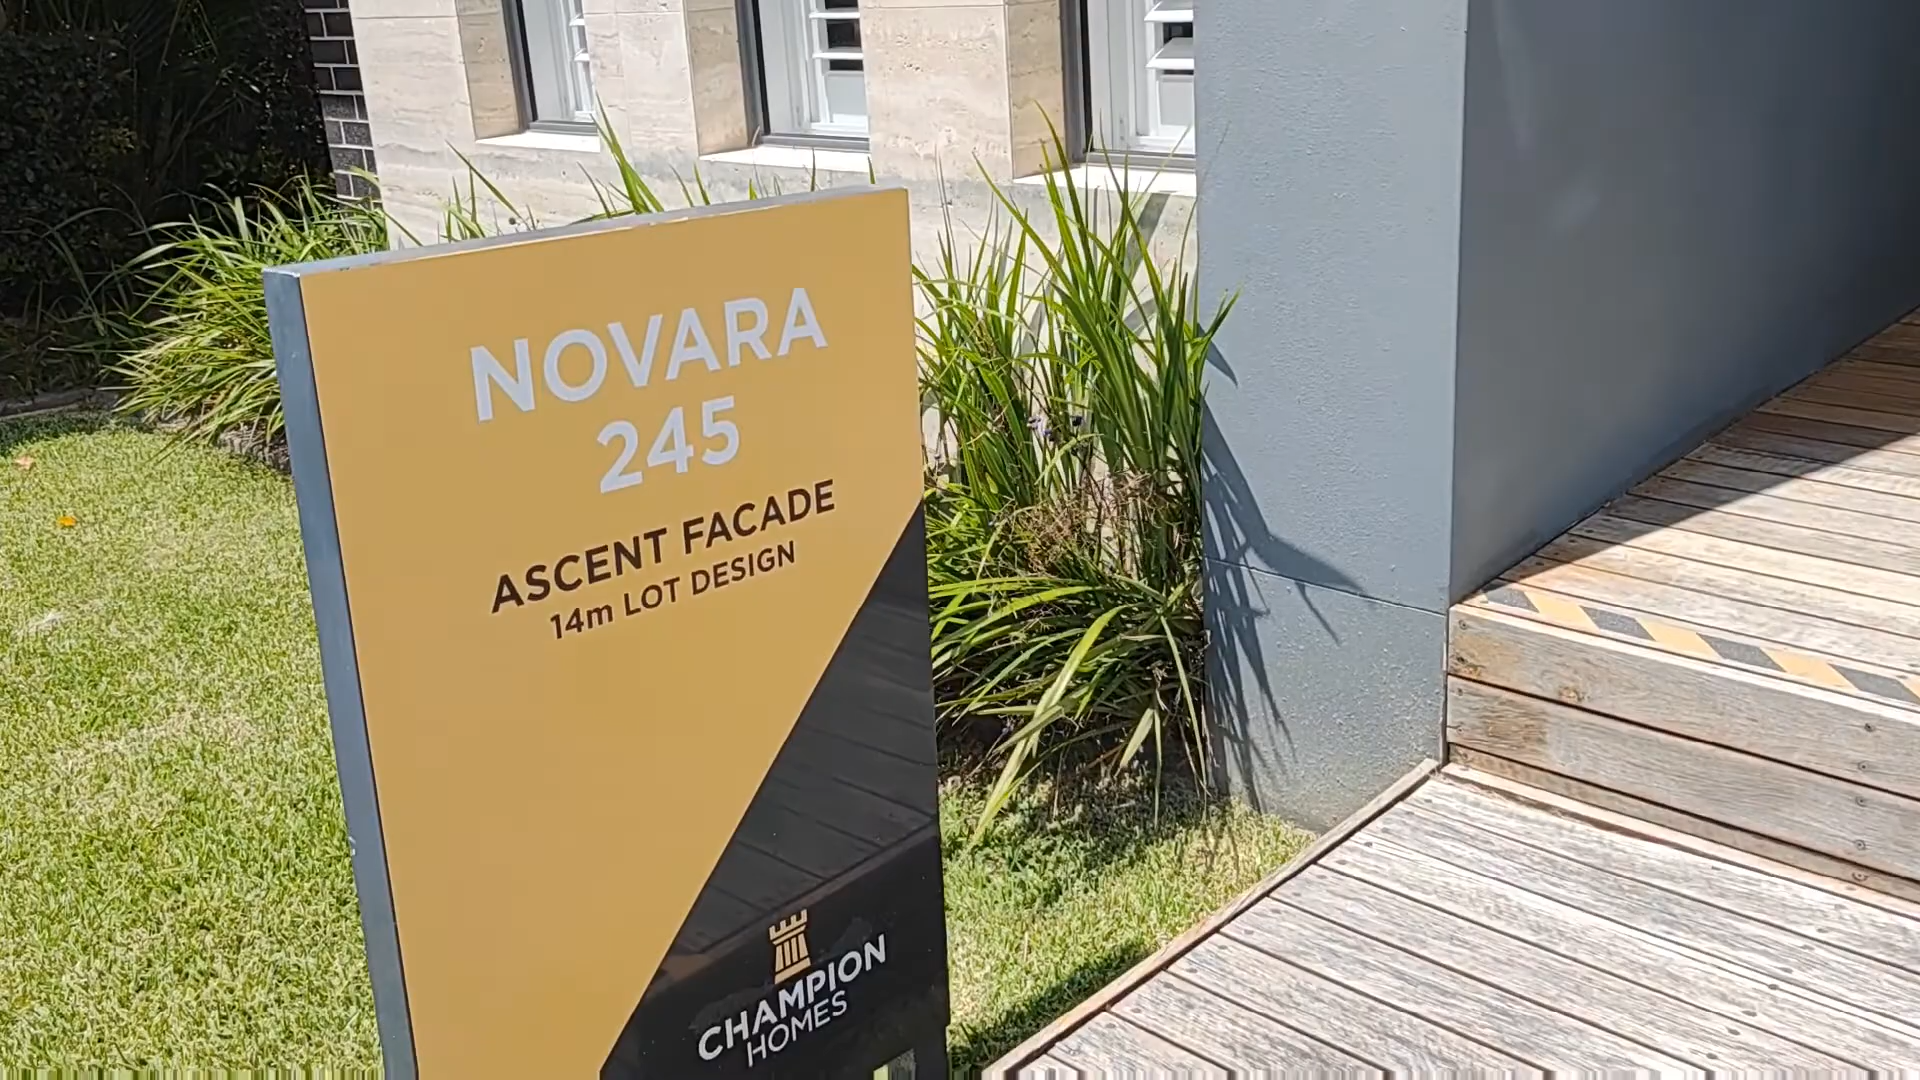 NOVARA
245
ASCENT FACADE
14m LOT DESIGN
CHAMPION
HOMES